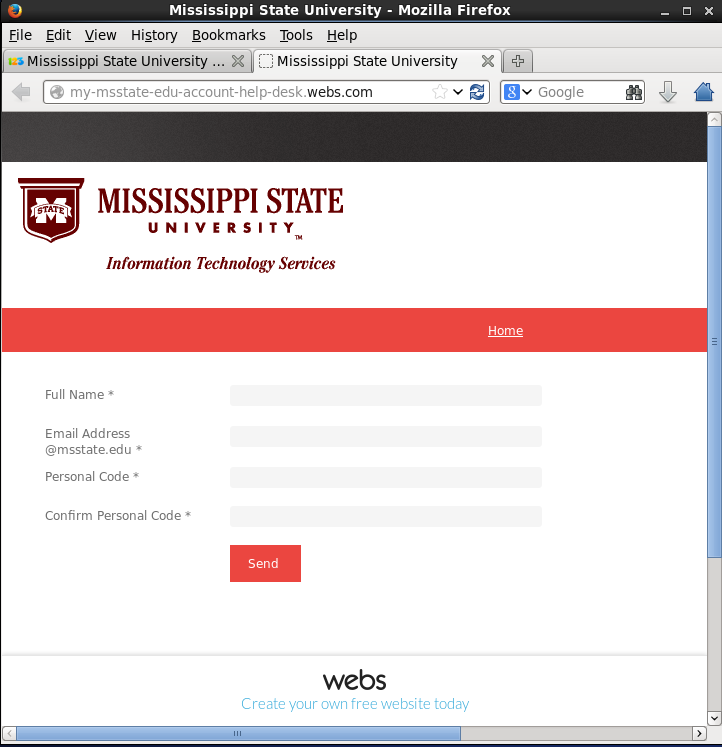 Mississippi State University - Mozilla Firefox
File Edit View History Bookmarks Tools Help
Mississippi State University ...
Mississippi State University
my-msstate-edu-account-help-desk.webs.com
Google
STATE
MISSISSIPPI STATE
UNIVERSITY™
Information Technology Services
Home
Full Name *
Email Address
@msstate.edu *
Personal Code *
Confirm Personal Code *
Send
webs
Create your own free website today